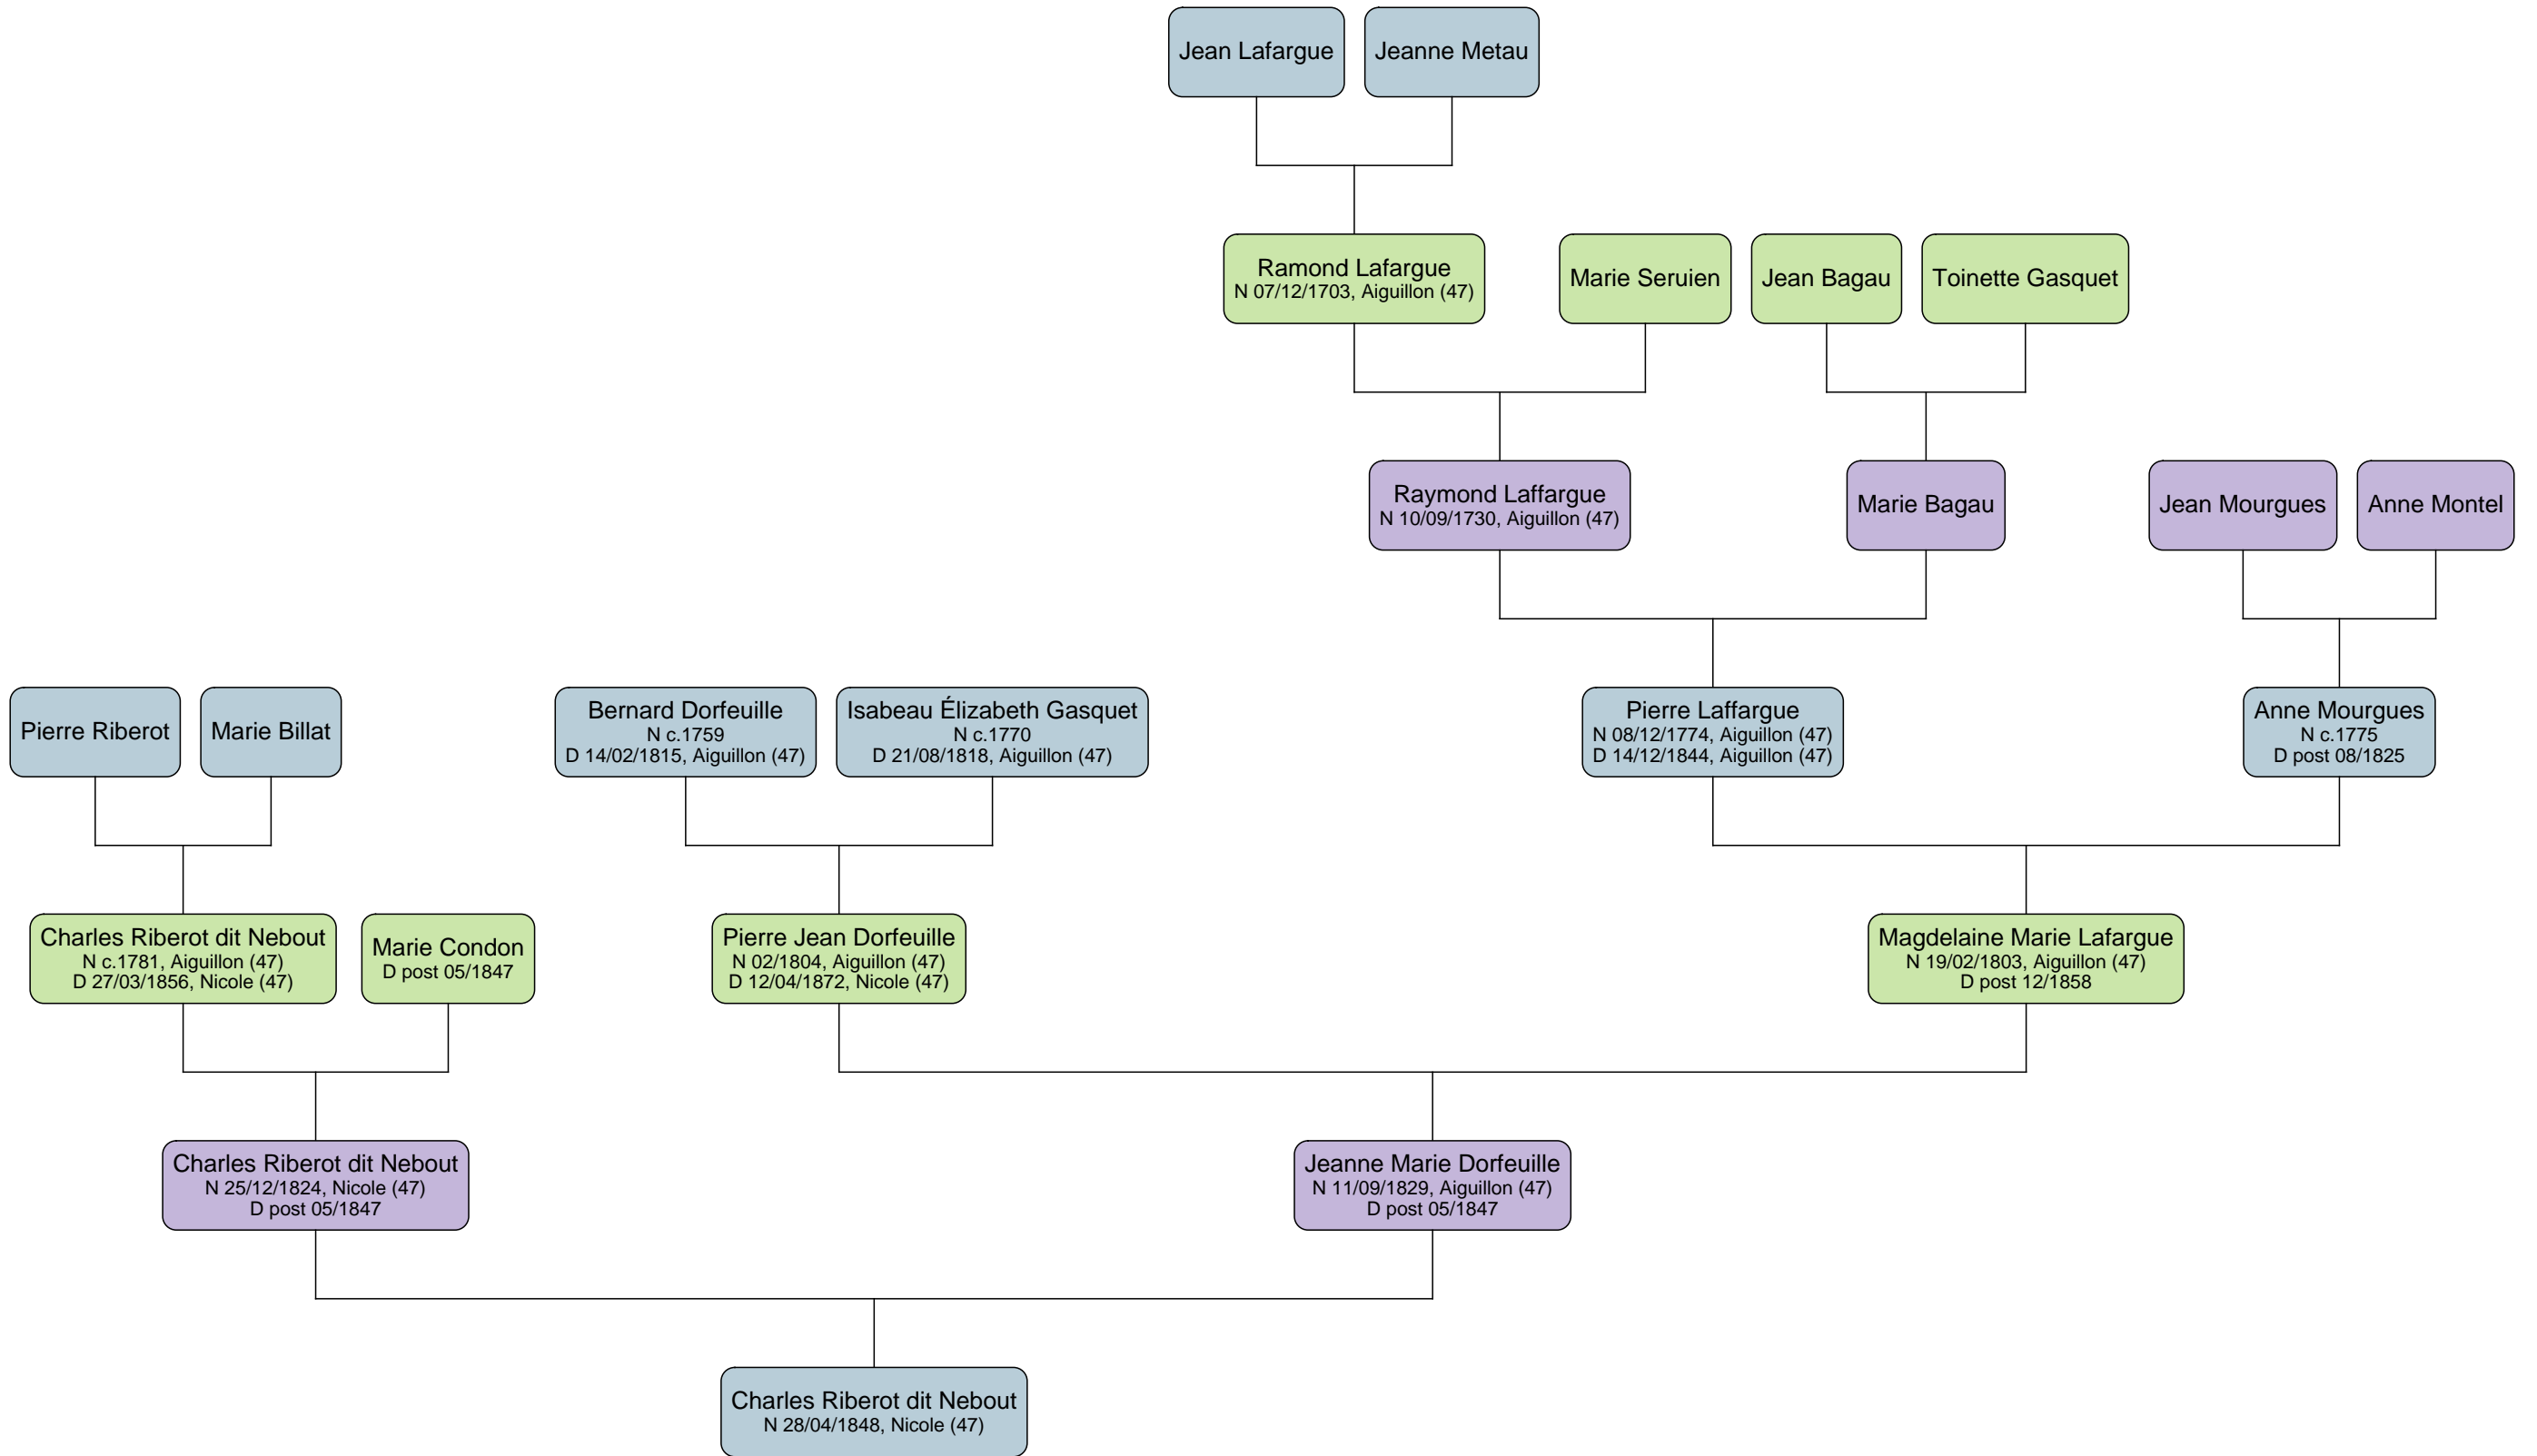 Jean Lafargue
Jeanne Metau
Ramond Lafargue
N 07/12/1703, Aiguillon (47)
Marie Seruien
Jean Bagau
Toinette Gasquet
Raymond Laffargue
N 10/09/1730, Aiguillon (47)
Marie Bagau
Jean Mourgues
Anne Montel
Pierre Riberot
Marie Billat
Bernard Dorfeuille
N c.1759
D 14/02/1815, Aiguillon (47)
Isabeau Élizabeth Gasquet
N c.1770
D 21/08/1818, Aiguillon (47)
Pierre Laffargue
N 08/12/1774, Aiguillon (47)
D 14/12/1844, Aiguillon (47)
Anne Mourgues
N c.1775
D post 08/1825
Charles Riberot dit Nebout
N c.1781, Aiguillon (47)
D 27/03/1856, Nicole (47)
Marie Condon
D post 05/1847
Pierre Jean Dorfeuille
N 02/1804, Aiguillon (47)
D 12/04/1872, Nicole (47)
Magdelaine Marie Lafargue
N 19/02/1803, Aiguillon (47)
D post 12/1858
Charles Riberot dit Nebout
N 25/12/1824, Nicole (47)
D post 05/1847
Jeanne Marie Dorfeuille
N 11/09/1829, Aiguillon (47)
D post 05/1847
Charles Riberot dit Nebout
N 28/04/1848, Nicole (47)